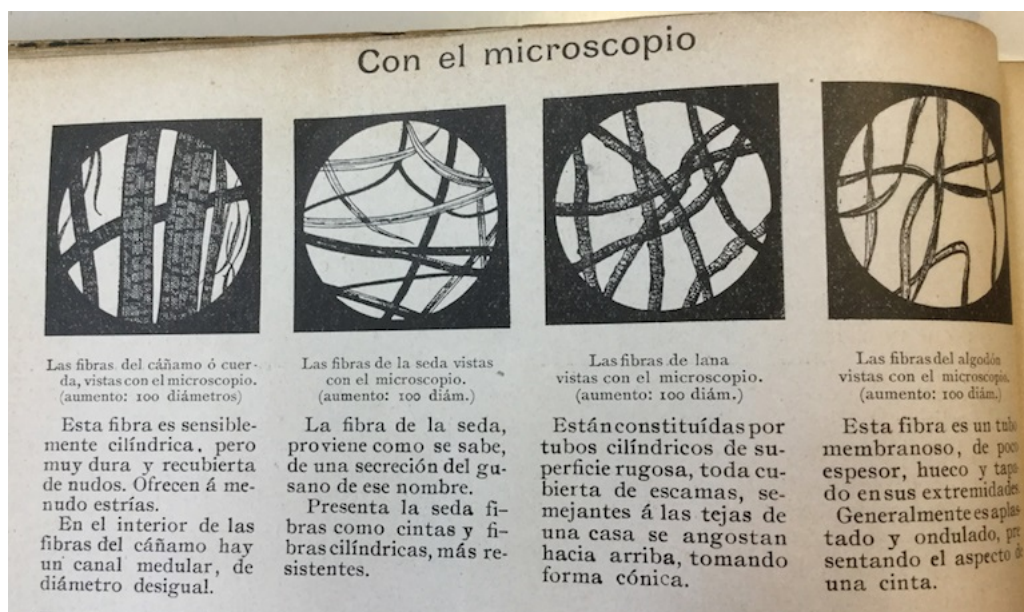 Con el microscopio
Las fibras del cáñamo ó cuer-
da, vistas con el microscopio.
(aumento: 100 diámetros)
Esta fibra es sensible-
mente cilíndrica, pero
muy dura y recubierta
de nudos. Ofrecen á me-
nudo estrías.
En el interior de las
fibras del cáñamo hay
un canal medular, de
diámetro desigual.
Las fibras de la seda vistas
con el microscopio.
(aumento: 100 diám.)
La fibra de la seda,
proviene como se sabe,
de una secreción del gu-
sano de ese nombre.
Presenta la seda fi-
bras como cintas y fi-
bras cilíndricas, más re-
sistentes.
Las fibras de lana
vistas con el microscopio.
(aumento: 100 diám.)
Están constituídas por
tubos cilíndricos de su-
perficie rugosa, toda cu-
bierta de escamas, se-
mejantes á las tejas de
una casa se angostan
hacia arriba, tomando
forma cónica.
Las fibras del algodón
vistas con el microscopio.
(aumento: 100 diám.)
Esta fibra es un tubo
membranoso, de poco
espesor, hueco y tapa-
do en sus extremidades.
Generalmente es aplas-
tado y ondulado, pre-
sentando el aspecto de
una cinta.